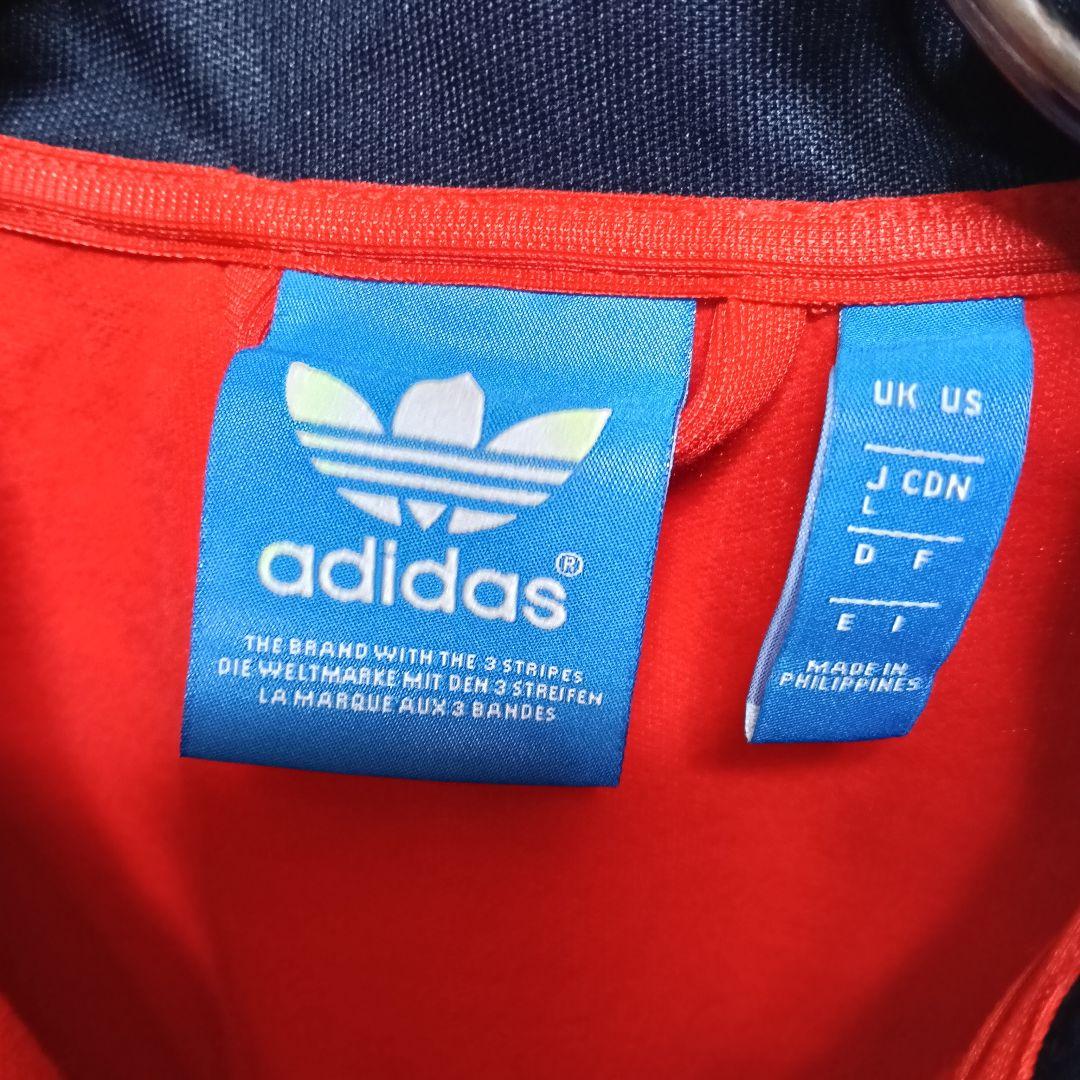 adidas®
THE BRAND WITH THE 3 STRIPES
DIE WELTMARKE MIT DEN 3 STREIFEN
LA MARQUE AUX 3 BANDES
UK US
J CDN
L
D F
E I
MADE IN
PHILIPPINES